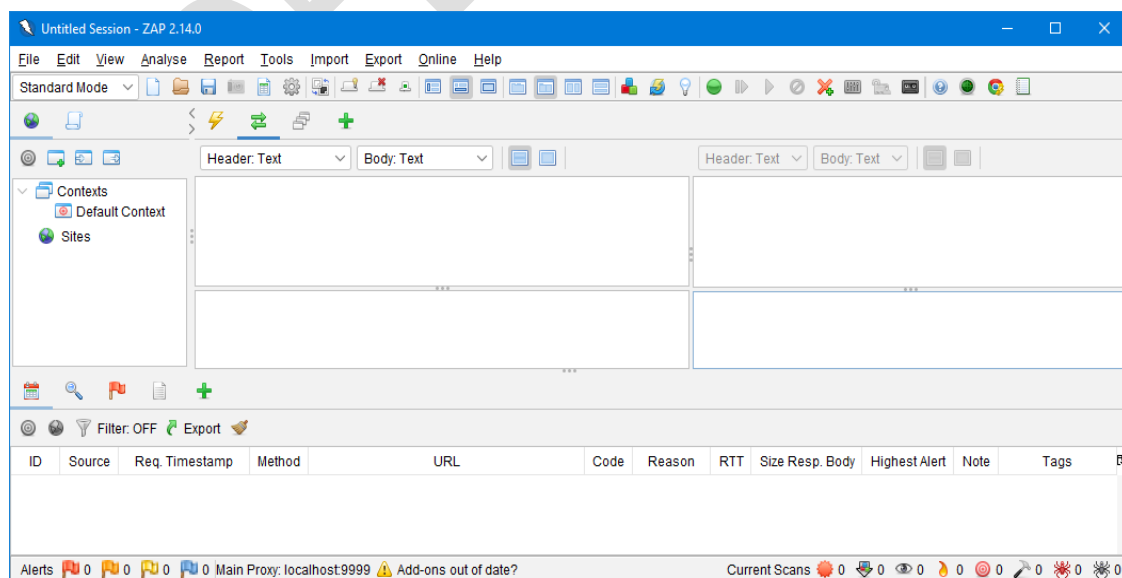 Untitled Session - ZAP 2.14.0
File Edit View Analyse Report Tools Import Export Online Help
Standard Mode
Header: Text Body: Text Header: Text Body: Text
Contexts
Default Context
Sites
Filter: OFF Export
ID Source Req. Timestamp Method URL Code Reason RTT Size Resp. Body Highest Alert Note Tags
Alerts 0 0 0 0 Main Proxy: localhost:9999 Add-ons out of date? Current Scans 0 0 0 0 0 0 0 0